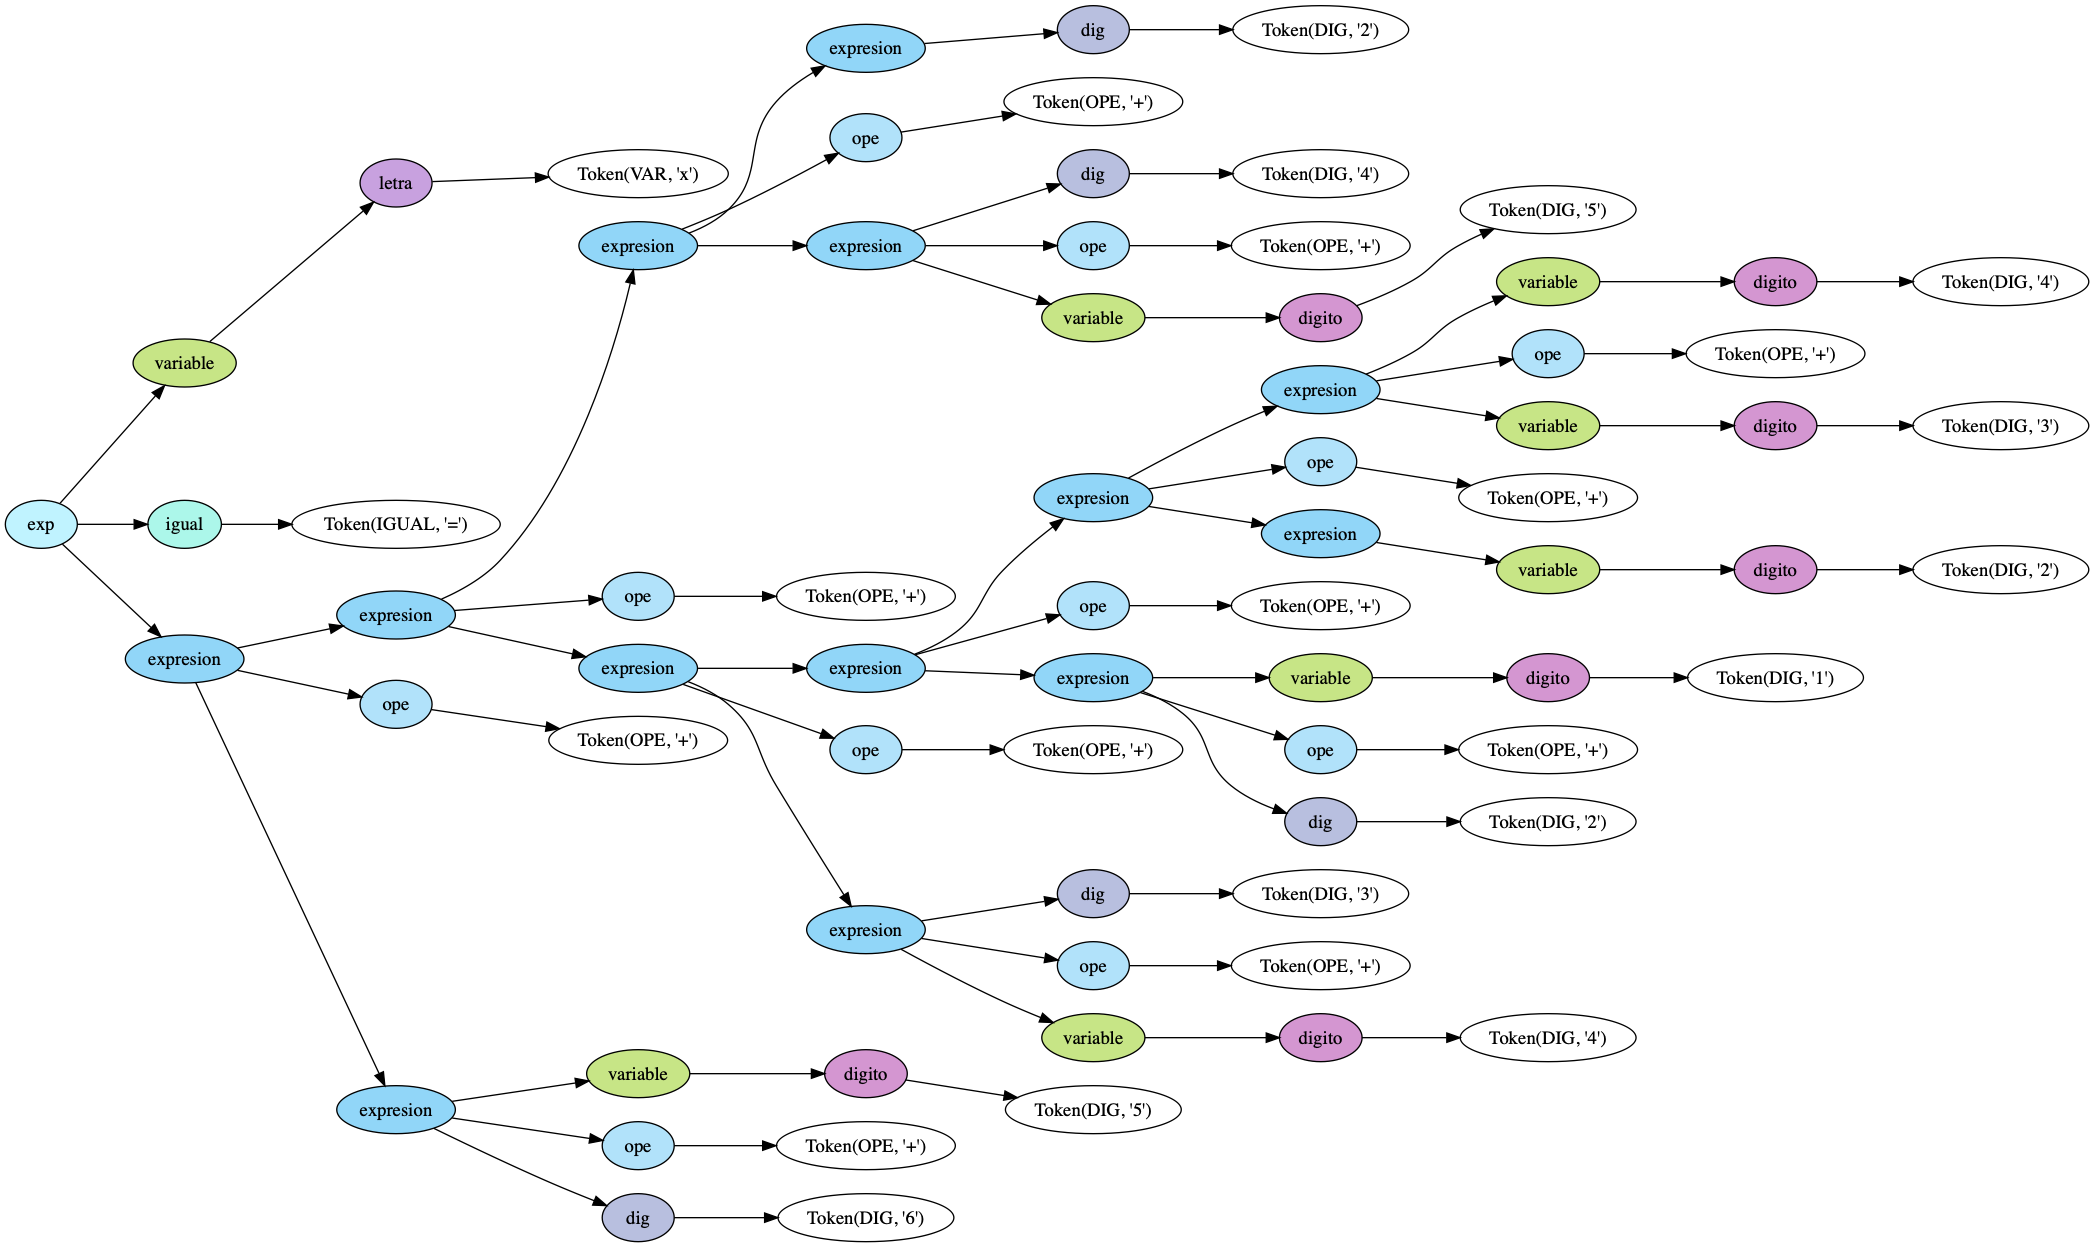 expresion
dig
Token(DIG, '2')
ope
Token(OPE, '+')
letra
Token(VAR, 'x')
dig
Token(DIG, '4')
expresion
expresion
ope
Token(OPE, '+')
Token(DIG, '5')
variable
digito
variable
digito
Token(DIG, '4')
variable
ope
Token(OPE, '+')
expresion
variable
digito
Token(DIG, '3')
ope
Token(OPE, '+')
expresion
exp
igual
Token(IGUAL, '=')
expresion
variable
digito
Token(DIG, '2')
expresion
ope
Token(OPE, '+')
ope
Token(OPE, '+')
expresion
expresion
expresion
expresion
variable
digito
Token(DIG, '1')
ope
Token(OPE, '+')
ope
Token(OPE, '+')
ope
Token(OPE, '+')
dig
Token(DIG, '2')
dig
Token(DIG, '3')
expresion
ope
Token(OPE, '+')
variable
digito
Token(DIG, '4')
variable
digito
Token(DIG, '5')
expresion
ope
Token(OPE, '+')
dig
Token(DIG, '6')